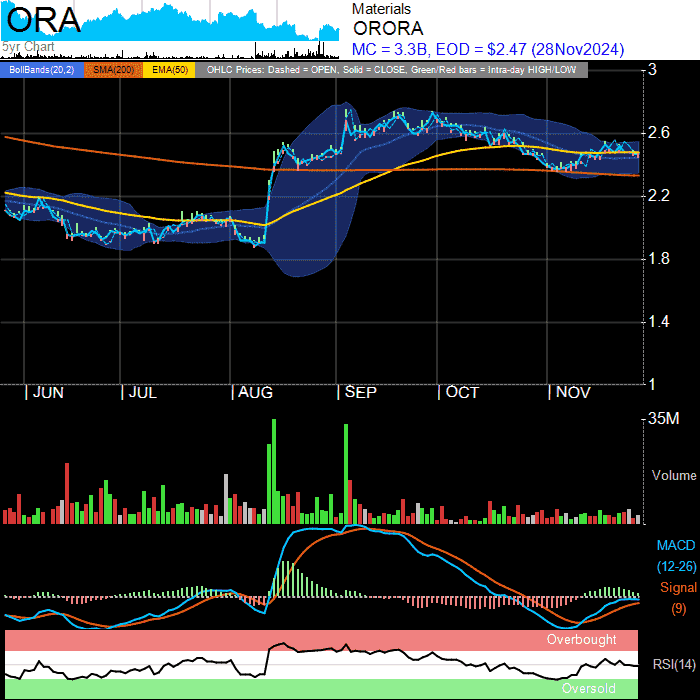 ORA
5yr Chart
Materials
ORORA
MC = 3.3B, EOD = $2.47 (28Nov2024)
BollBands(20,2) SMA(200) EMA(50) OHLC Prices: Dashed = OPEN, Solid = CLOSE, Green/Red bars = Intra-day HIGH/LOW
3
2.6
2.2
1.8
1.4
1
JUN JUL AUG SEP OCT NOV
35M
Volume
MACD
(12-26)
Signal
(9)
Overbought
RSI(14)
Oversold